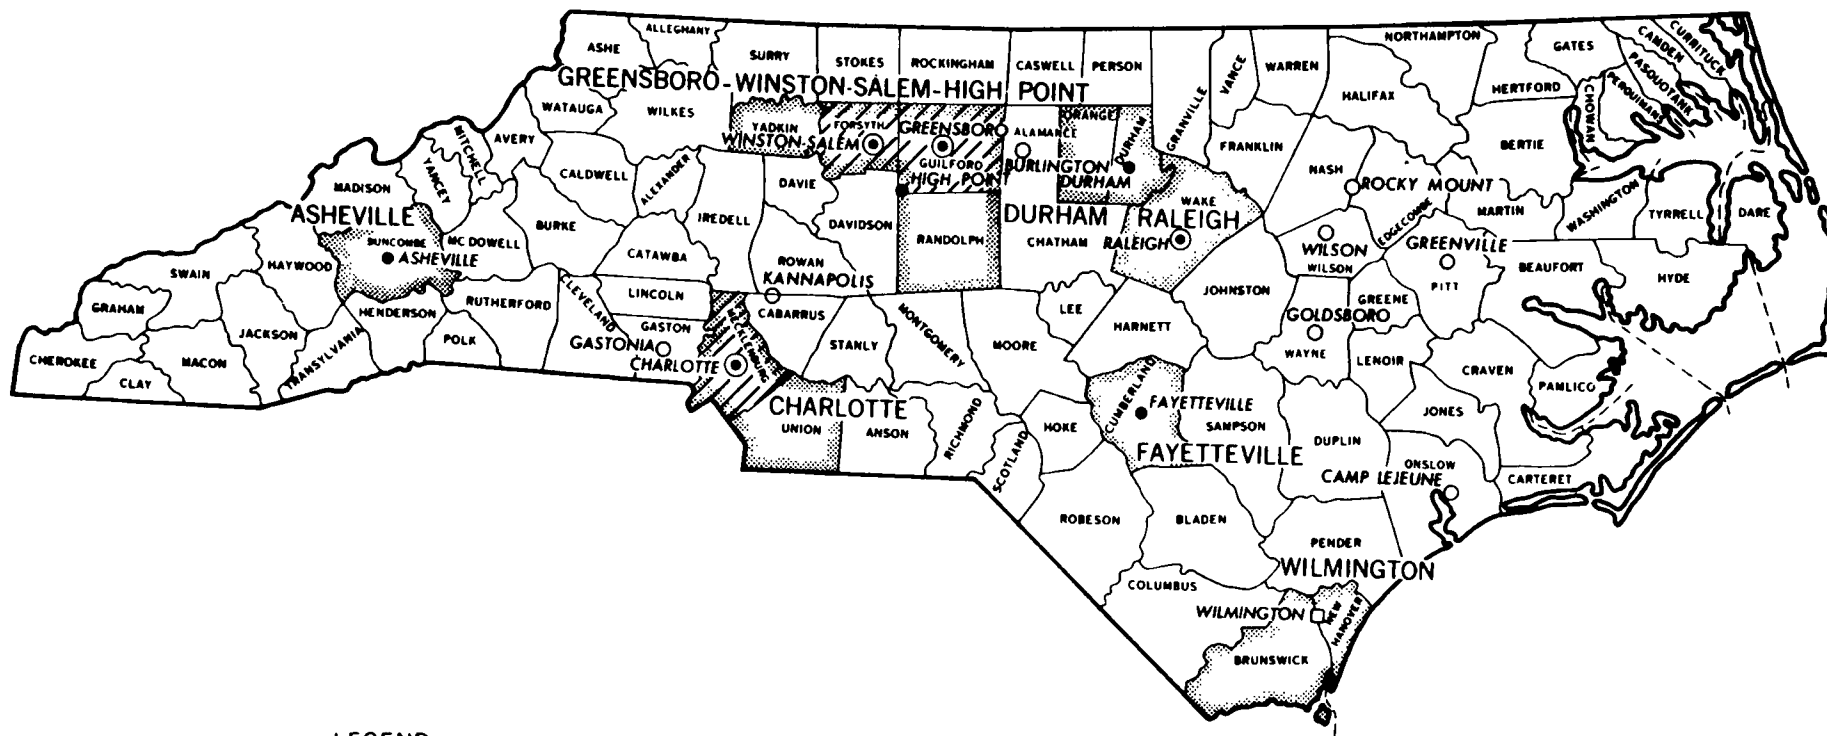 ALLEGHANY
ASHE
SURRY
STOKES
ROCKINGHAM
CASWELL
PERSON
GRANVILLE
VANCE
WARREN
NORTHAMPTON
GATES
CAMDEN
CURRITUCK
PASQUOTANK
PERQUIMANS
CHOWAN
HERTFORD
HALIFAX
BERTIE
GREENSBORO-WINSTON-SALEM-HIGH POINT
WATAUGA
WILKES
YADKIN
FORSYTH
WINSTON-SALEM
GREENSBORO
GUILFORD
HIGH POINT
ALAMANCE
BURLINGTON
ORANGE
DURHAM
DURHAM
FRANKLIN
NASH
ROCKY MOUNT
EDGECOMBE
MARTIN
WASHINGTON
TYRRELL
DARE
MITCHELL
AVERY
YANCEY
MADISON
CALDWELL
ALEXANDER
IREDELL
DAVIE
DAVIDSON
RANDOLPH
DURHAM
CHATHAM
RALEIGH
WAKE
RALEIGH
WILSON
WILSON
GREENVILLE
PITT
BEAUFORT
HYDE
ASHEVILLE
BUNCOMBE
ASHEVILLE
MC DOWELL
BURKE
CATAWBA
ROWAN
KANNAPOLIS
CABARRUS
SWAIN
HAYWOOD
GRAHAM
JACKSON
HENDERSON
RUTHERFORD
CLEVELAND
LINCOLN
GASTON
GASTONIA
MECKLENBURG
CHARLOTTE
CHARLOTTE
STANLY
MONTGOMERY
MOORE
LEE
HARNETT
JOHNSTON
GOLDSBORO
WAYNE
GREENE
LENOIR
CRAVEN
PAMLICO
CHEROKEE
CLAY
MACON
TRANSYLVANIA
POLK
UNION
ANSON
RICHMOND
SCOTLAND
HOKE
CUMBERLAND
FAYETTEVILLE
FAYETTEVILLE
SAMPSON
DUPLIN
JONES
ONSLOW
CAMP LEJEUNE
CARTERET
ROBESON
BLADEN
PENDER
WILMINGTON
COLUMBUS
WILMINGTON
NEW
HANOVER
BRUNSWICK
LEGEND